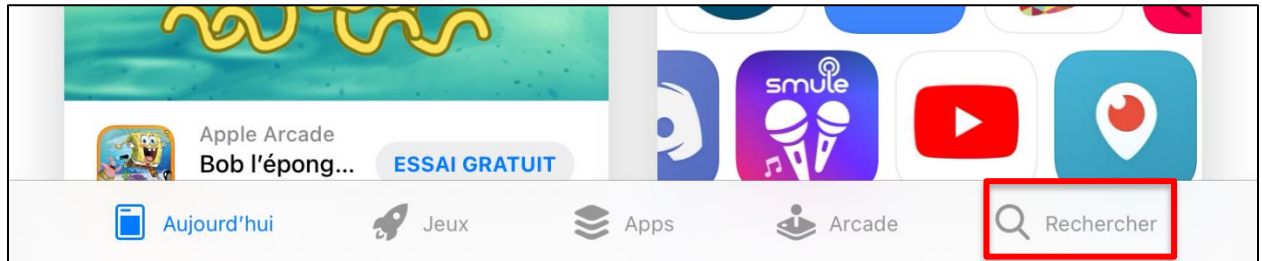 smule
Apple Arcade
Bob l'épong...
ESSAI GRATUIT
Aujourd'hui
Jeux
Apps
Arcade
Rechercher